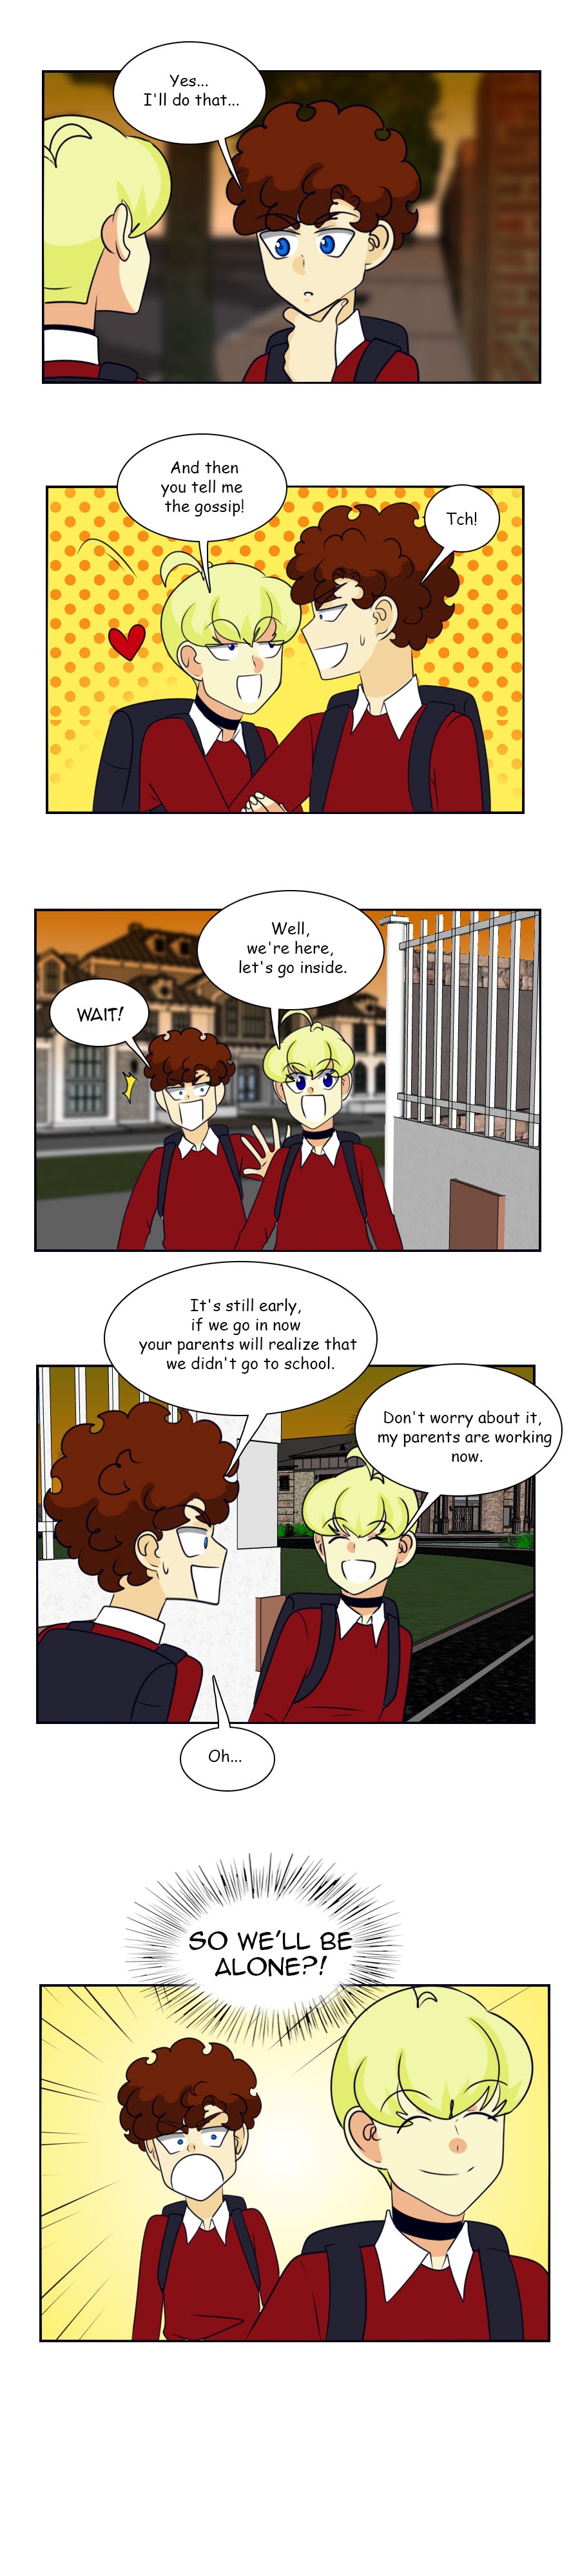 Yes...
I'll do that...
And then
you tell me
the gossip!
Tch!
Well,
we're here,
let's go inside.
WAIT!
It's still early,
if we go in now
your parents will realize that
we didn't go to school.
Don't worry about it,
my parents are working
now.
Oh...
SO WE'LL BE
ALONE?!